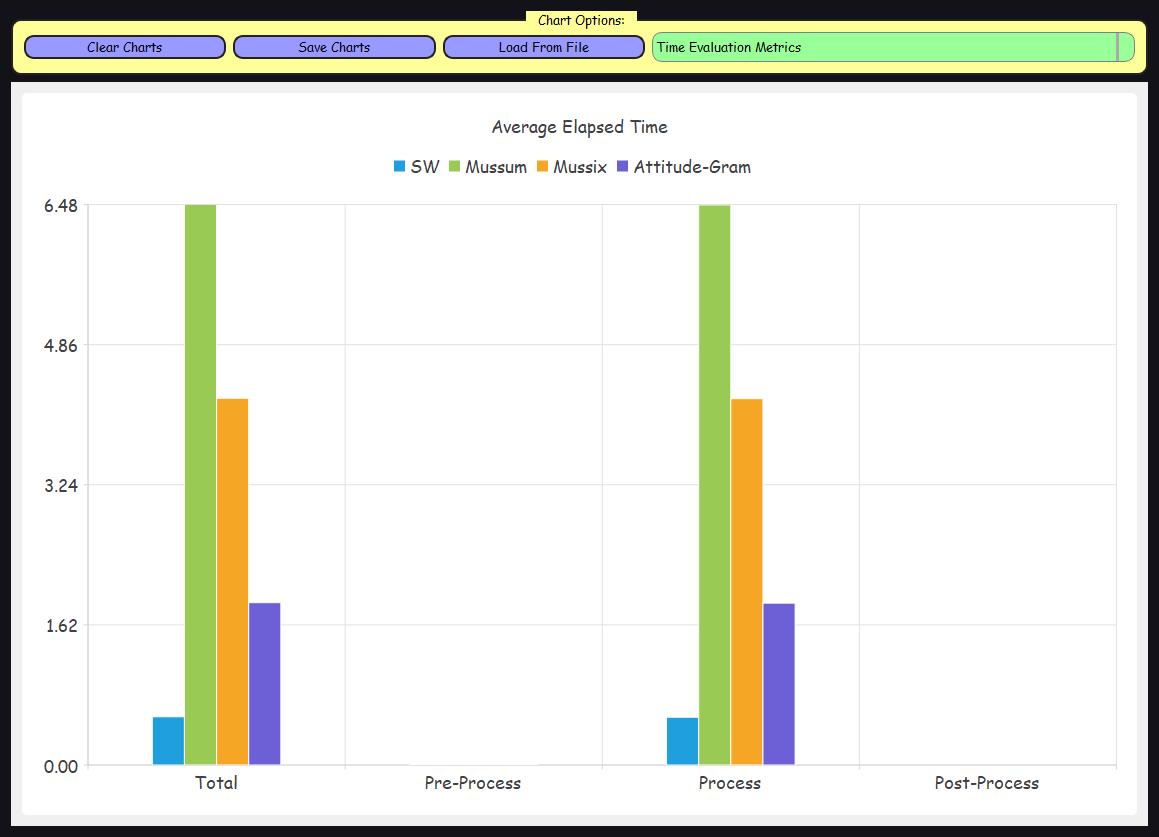 Chart Options:
Clear Charts
Save Charts
Load From File
Time Evaluation Metrics
Average Elapsed Time
SW
Mussum
Mussix
Attitude-Gram
6.48
4.86
3.24
1.62
0.00
Total
Pre-Process
Process
Post-Process